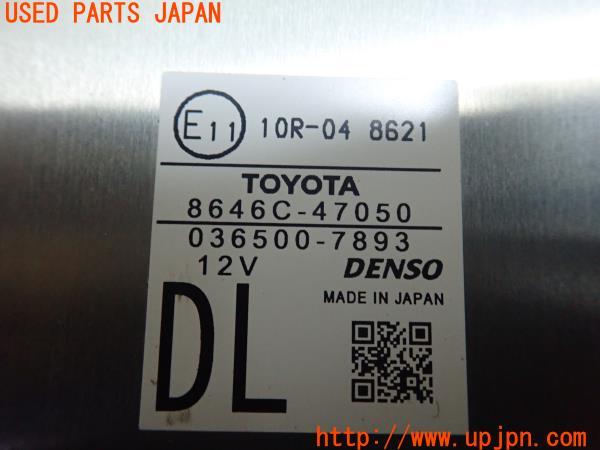 USED PARTS JAPAN
E11 10R-04 8621
TOYOTA
8646C-47050
036500-7893
12V DENSO
MADE IN JAPAN
DL
UPJ
http://www.upjpn.com